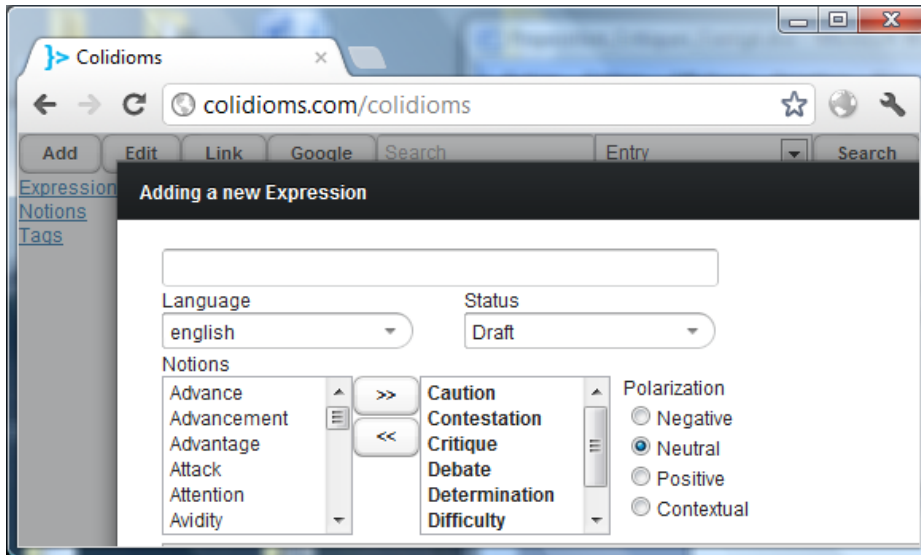 }> Colidioms
colidioms.com/colidioms
Add Edit Link Google Search Entry Search
Expression
Notions
Tags
Adding a new Expression
Language Status
english Draft
Notions
Polarization
Advance >> Caution
Advancement Contestation Negative
Advantage << Critique Neutral
Attack Debate Positive
Attention Determination Contextual
Avidity Difficulty